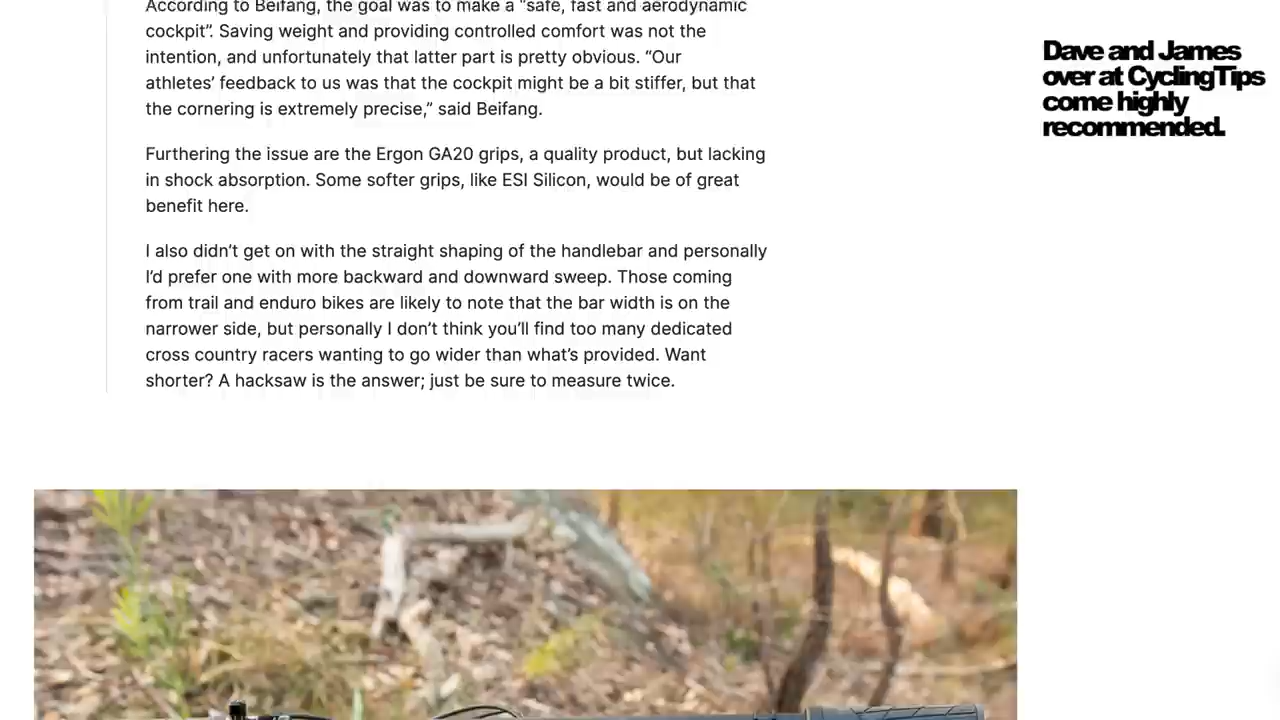 According to Beifang, the goal was to make a “safe, fast and aerodynamic
cockpit”. Saving weight and providing controlled comfort was not the
intention, and unfortunately that latter part is pretty obvious. “Our
athletes’ feedback to us was that the cockpit might be a bit stiffer, but that
the cornering is extremely precise,” said Beifang.
Furthering the issue are the Ergon GA20 grips, a quality product, but lacking
in shock absorption. Some softer grips, like ESI Silicon, would be of great
benefit here.
I also didn’t get on with the straight shaping of the handlebar and personally
I’d prefer one with more backward and downward sweep. Those coming
from trail and enduro bikes are likely to note that the bar width is on the
narrower side, but personally I don’t think you’ll find too many dedicated
cross country racers wanting to go wider than what’s provided. Want
shorter? A hacksaw is the answer; just be sure to measure twice.
Dave and James
over at CyclingTips
come highly
recommended.